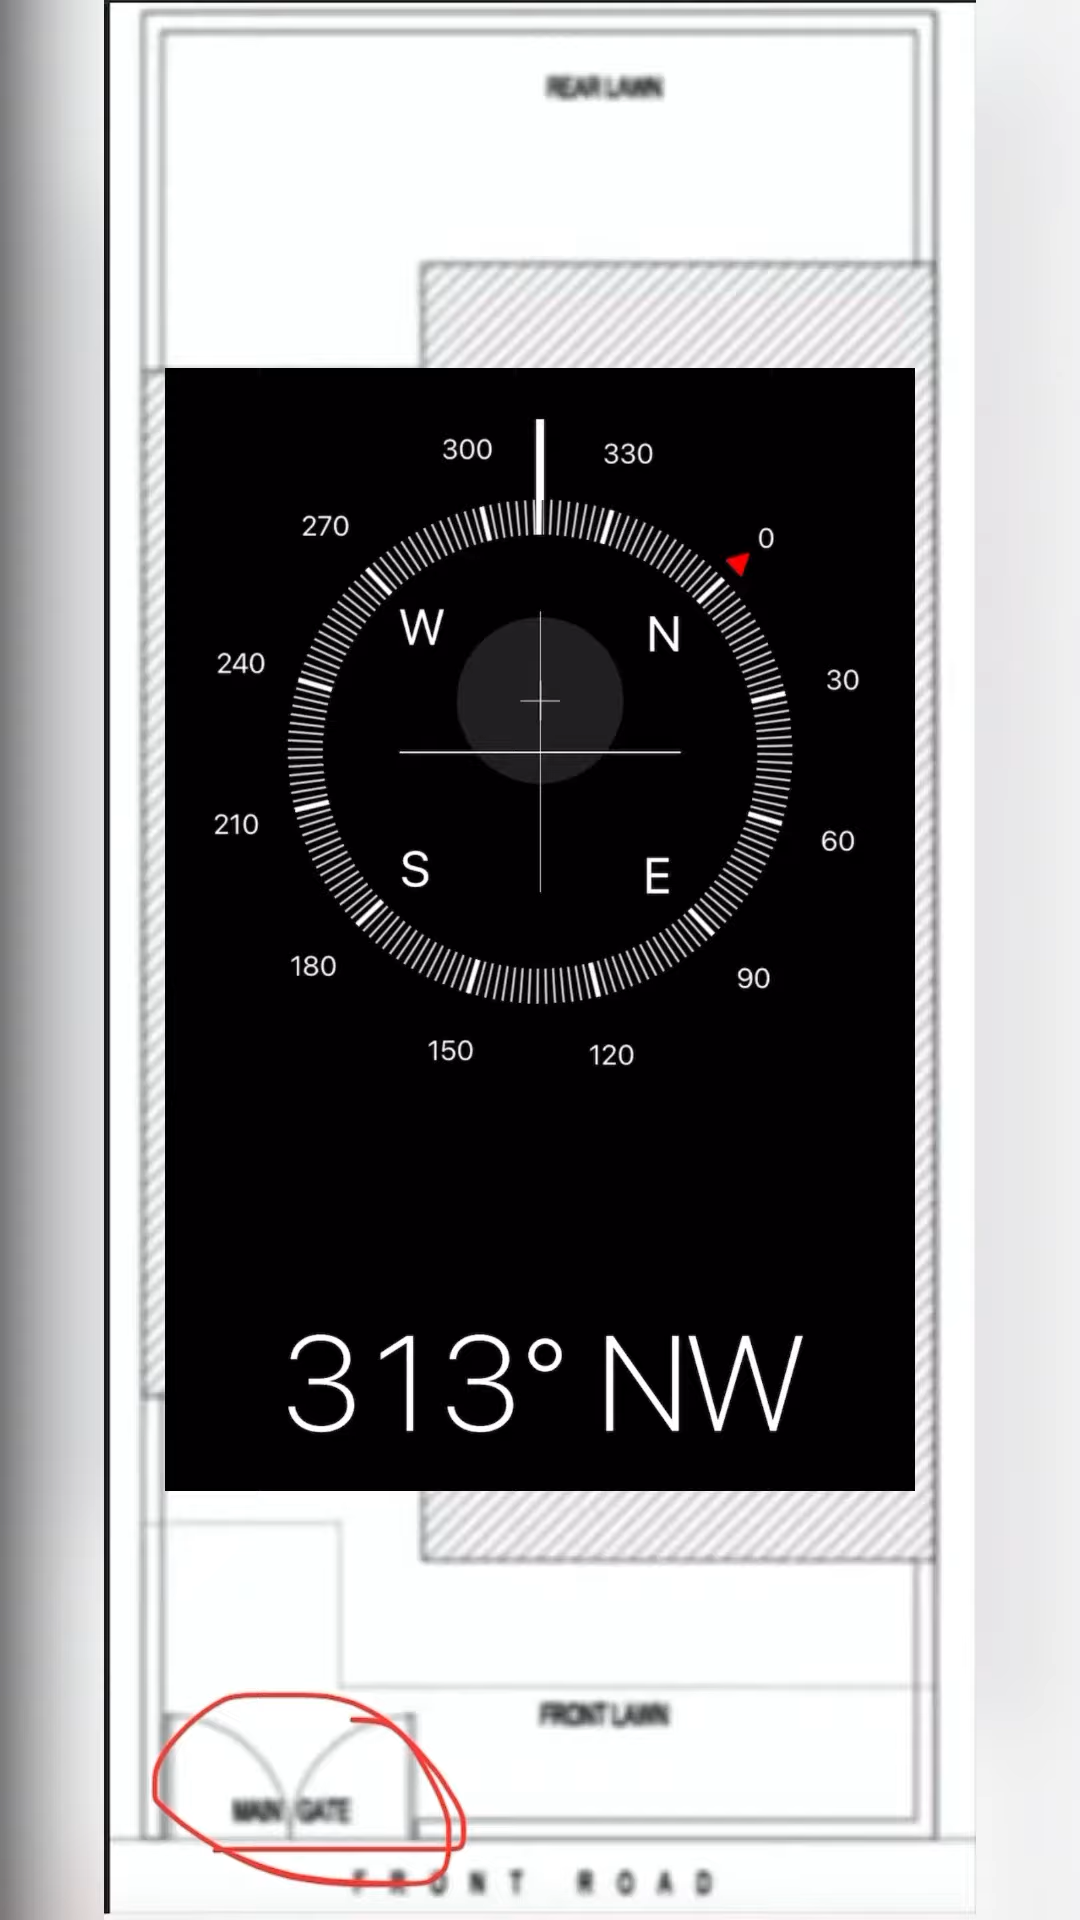 REAR LAWN
300 330
270 0
W N
240 30
210 60
S E
180 90
150 120
313° NW
FRONT LAWN
MAIN GATE
FRONT ROAD